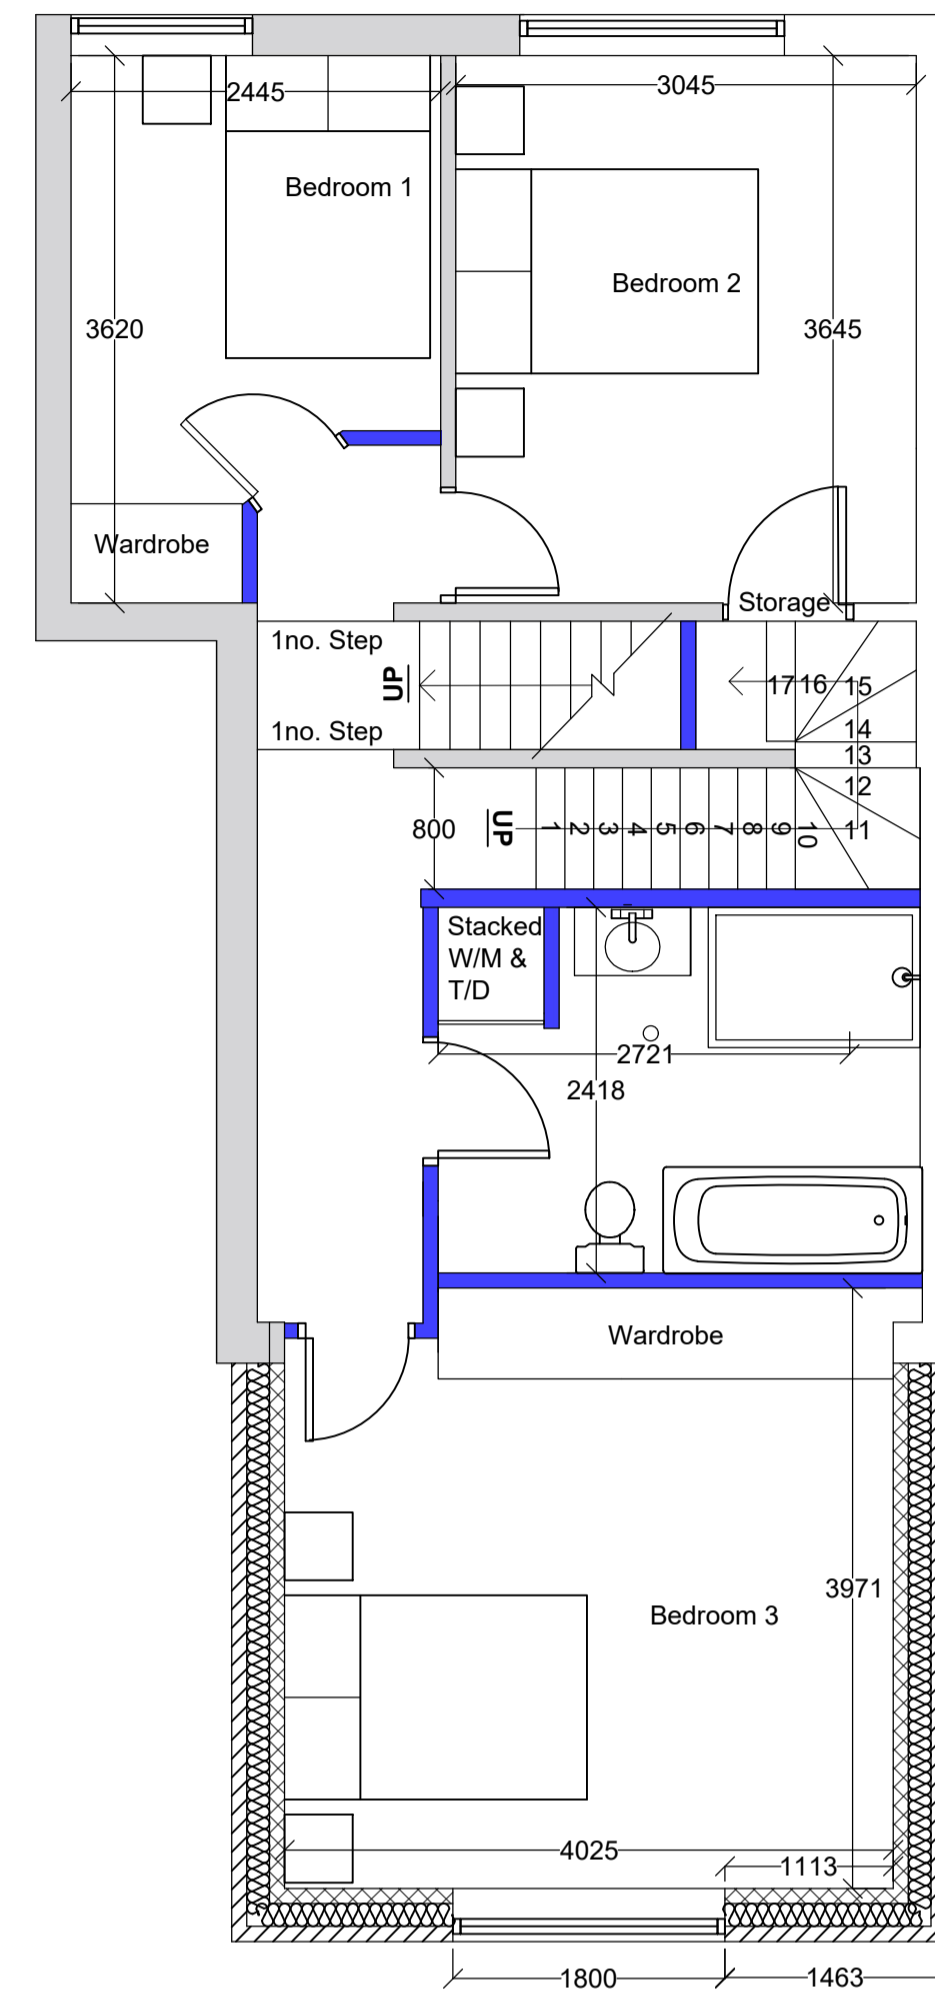 2445
3045
Bedroom 1
Bedroom 2
3620
3645
Wardrobe
Storage
1no. Step
UP
1no. Step
17 16 15
14
13
12
11
800
UP
1 2 3 4 5 6 7 8 9 10
Stacked
W/M &
T/D
2721
2418
Wardrobe
3971
Bedroom 3
4025
1113
1800
1463